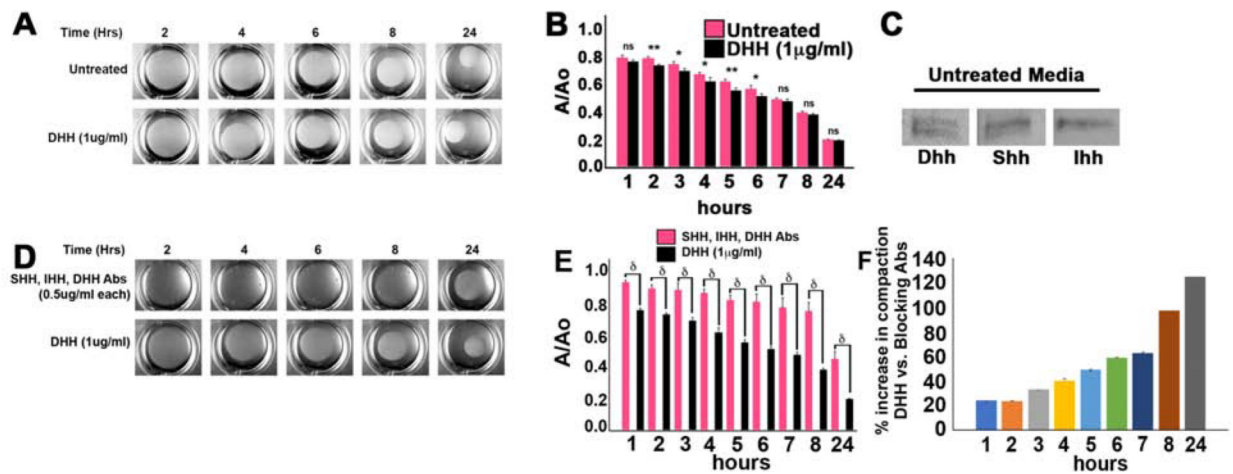 A
Time (Hrs) 2 4 6 8 24
Untreated
DHH (1ug/ml)
B
Untreated
DHH (1μg/ml)
A/Ao
1.0
0.8
0.6
0.4
0.2
0.0
ns ** * * ** * ns ns ns
1 2 3 4 5 6 7 8 24
hours
C
Untreated Media
Dhh Shh Ihh
D
Time (Hrs) 2 4 6 8 24
SHH, IHH, DHH Abs
(0.5ug/ml each)
DHH (1ug/ml)
E
SHH, IHH, DHH Abs
DHH (1μg/ml)
A/Ao
1.0
0.8
0.6
0.4
0.2
0.0
δ δ δ δ δ δ δ δ δ
1 2 3 4 5 6 7 8 24
hours
F
% increase in compaction
DHH vs. Blocking Abs
140
120
100
80
60
40
20
0
1 2 3 4 5 6 7 8 24
hours